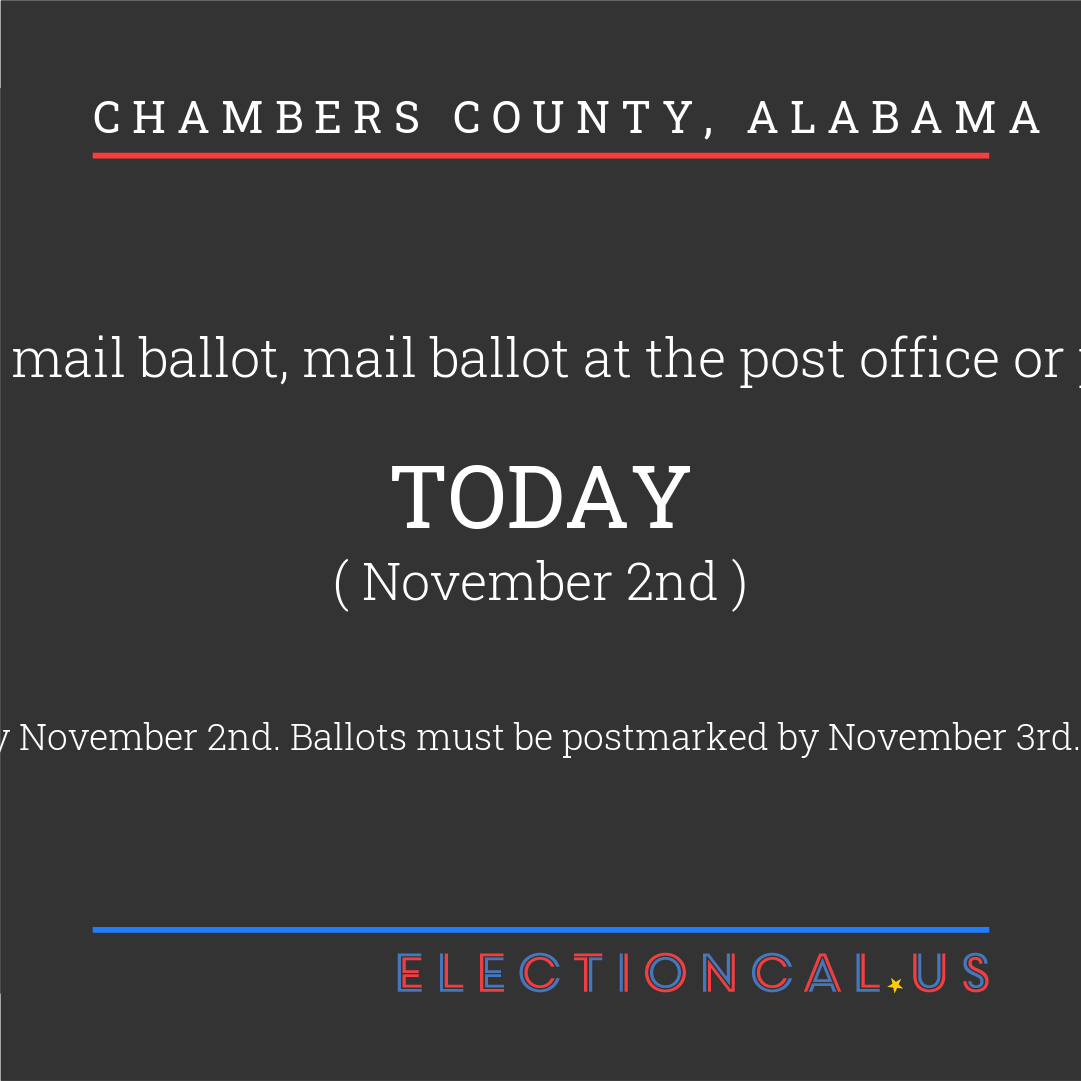 CHAMBERS COUNTY, ALABAMA
mail ballot, mail ballot at the post office or
TODAY
( November 2nd )
November 2nd. Ballots must be postmarked by November 3rd.
ELECTIONCAL.US